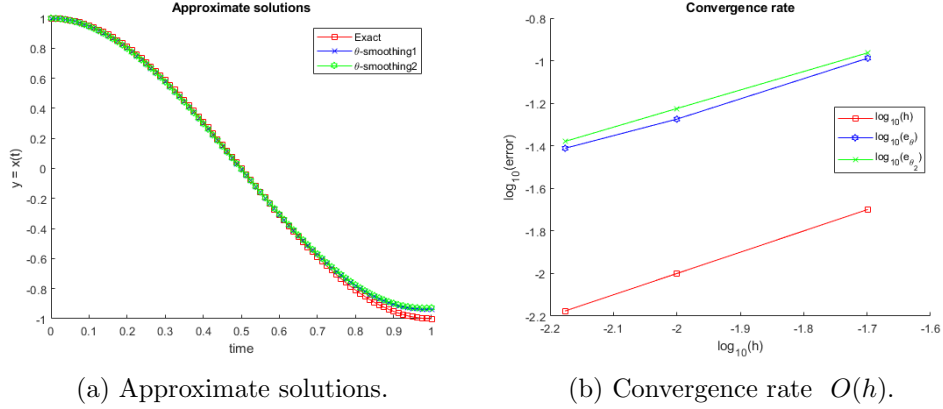 Approximate solutions
1
0.8
0.6
0.4
0.2
0
-0.2
-0.4
-0.6
-0.8
-1
y = x(t)
0 0.1 0.2 0.3 0.4 0.5 0.6 0.7 0.8 0.9 1
time
Exact
θ-smoothing1
θ-smoothing2
(a) Approximate solutions.
Convergence rate
-0.8
-1
-1.2
-1.4
-1.6
-1.8
-2
-2.2
log₁₀(error)
-2.2 -2.1 -2 -1.9 -1.8 -1.7 -1.6
log₁₀(h)
log₁₀(h)
log₁₀(e_θ)
log₁₀(e_θ₂)
(b) Convergence rate O(h).